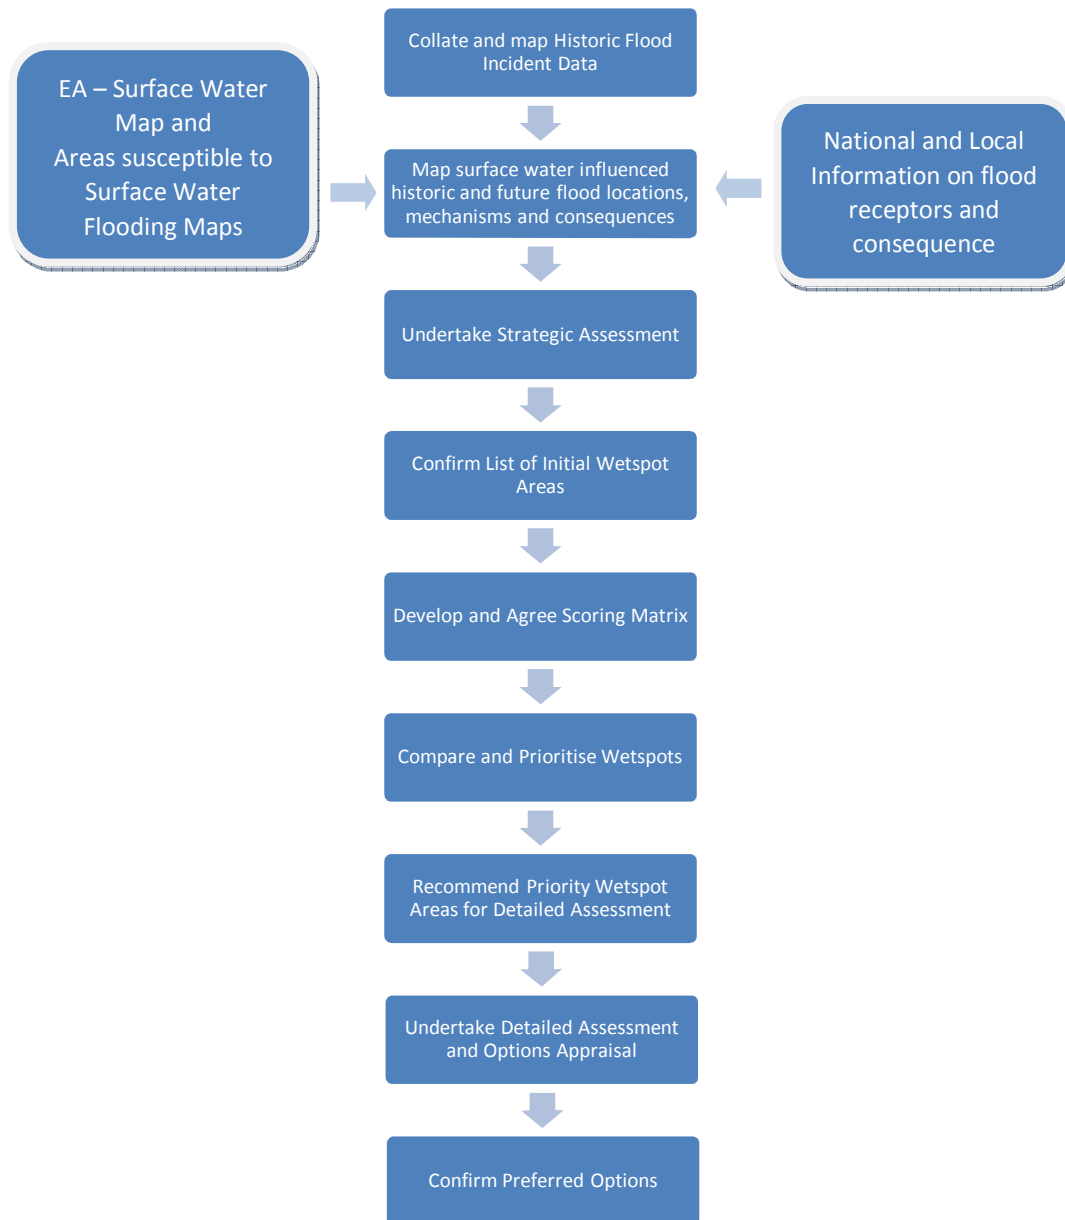 Collate and map Historic Flood
Incident Data
EA – Surface Water
Map and
Areas susceptible to
Surface Water
Flooding Maps
Map surface water influenced
historic and future flood locations,
mechanisms and consequences
National and Local
Information on flood
receptors and
consequence
Undertake Strategic Assessment
Confirm List of Initial Wetspot
Areas
Develop and Agree Scoring Matrix
Compare and Prioritise Wetspots
Recommend Priority Wetspot
Areas for Detailed Assessment
Undertake Detailed Assessment
and Options Appraisal
Confirm Preferred Options